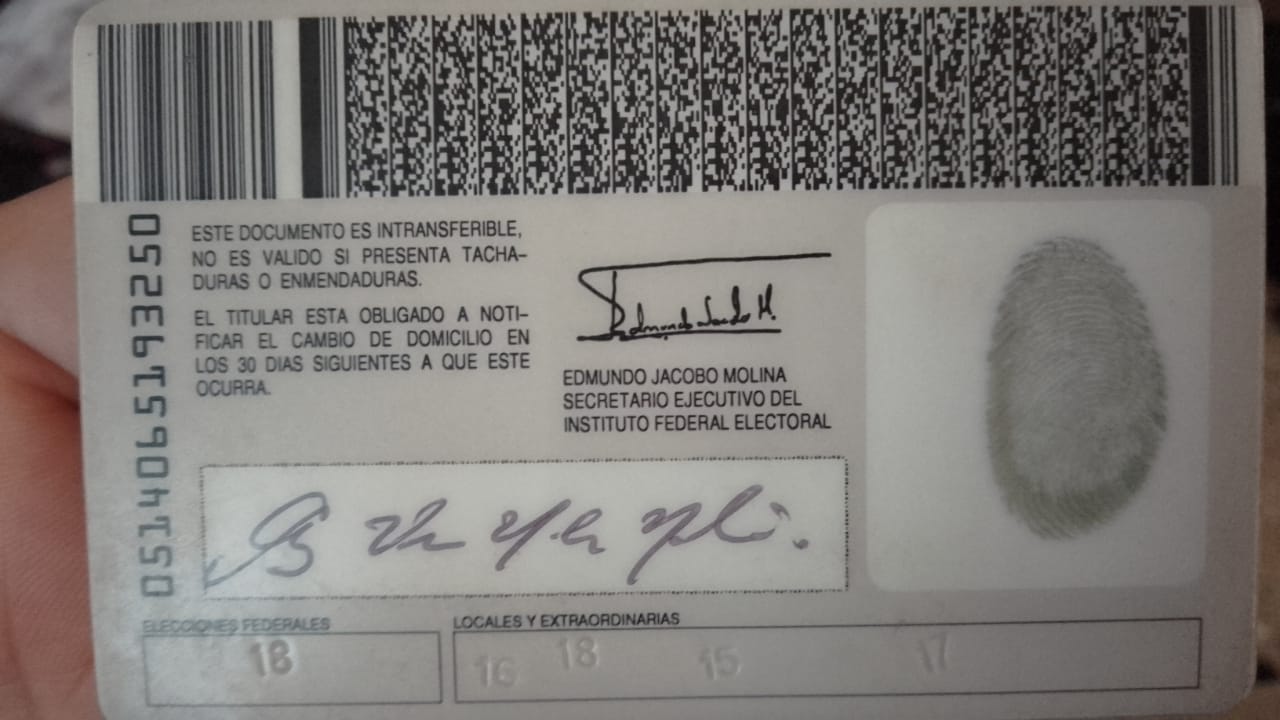 0514065193250
ESTE DOCUMENTO ES INTRANSFERIBLE,
NO ES VALIDO SI PRESENTA TACHA-
DURAS O ENMENDADURAS.
EL TITULAR ESTA OBLIGADO A NOTI-
FICAR EL CAMBIO DE DOMICILIO EN
LOS 30 DIAS SIGUIENTES A QUE ESTE
OCURRA.
EDMUNDO JACOBO MOLINA
SECRETARIO EJECUTIVO DEL
INSTITUTO FEDERAL ELECTORAL
ELECCIONES FEDERALES
18
LOCALES Y EXTRAORDINARIAS
16 18 15 17